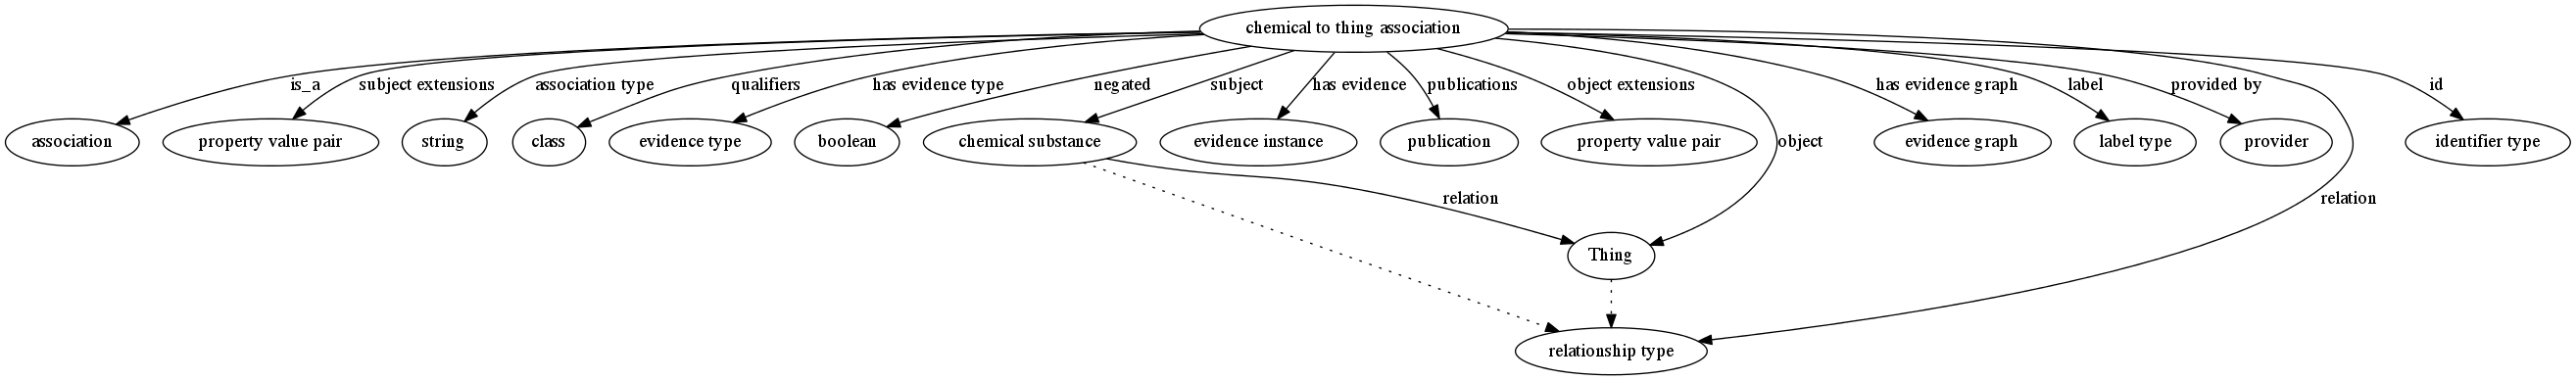 chemical to thing association
is_a
subject extensions
association type
qualifiers
has evidence type
negated
subject
has evidence
publications
object extensions
has evidence graph
label
provided by
id
association
property value pair
string
class
evidence type
boolean
chemical substance
evidence instance
publication
property value pair
object
evidence graph
label type
provider
identifier type
relation
relation
Thing
relationship type